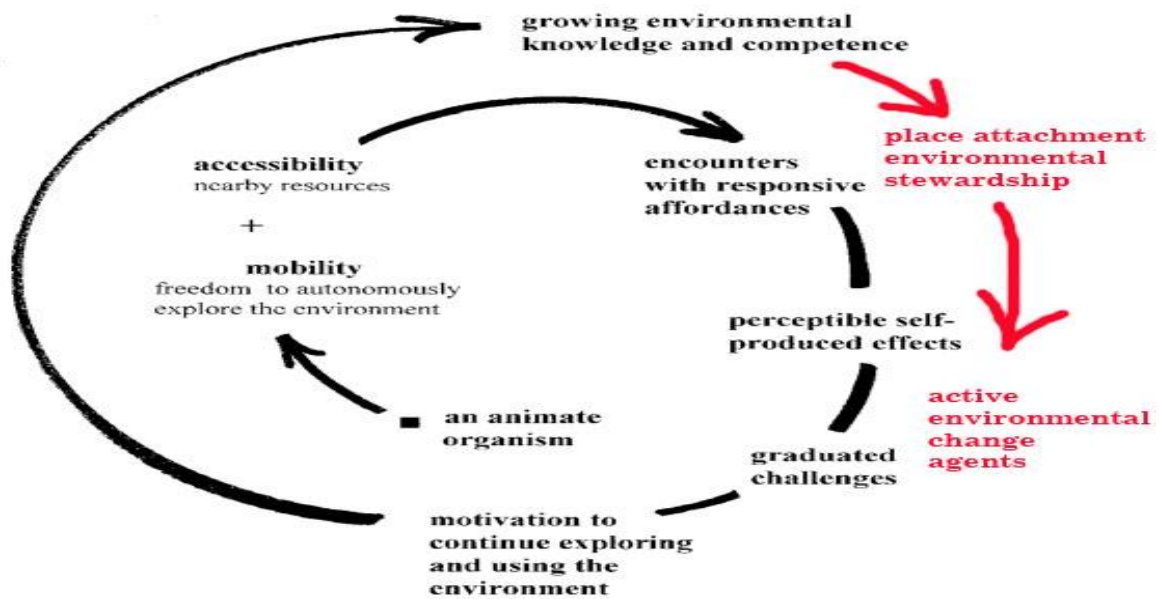 growing environmental
knowledge and competence
place attachment
environmental
stewardship
accessibility
nearby resources
+
mobility
freedom to autonomously
explore the environment
encounters
with responsive
affordances
perceptible self-
produced effects
active
environmental
change
agents
an animate
organism
graduated
challenges
motivation to
continue exploring
and using the
environment